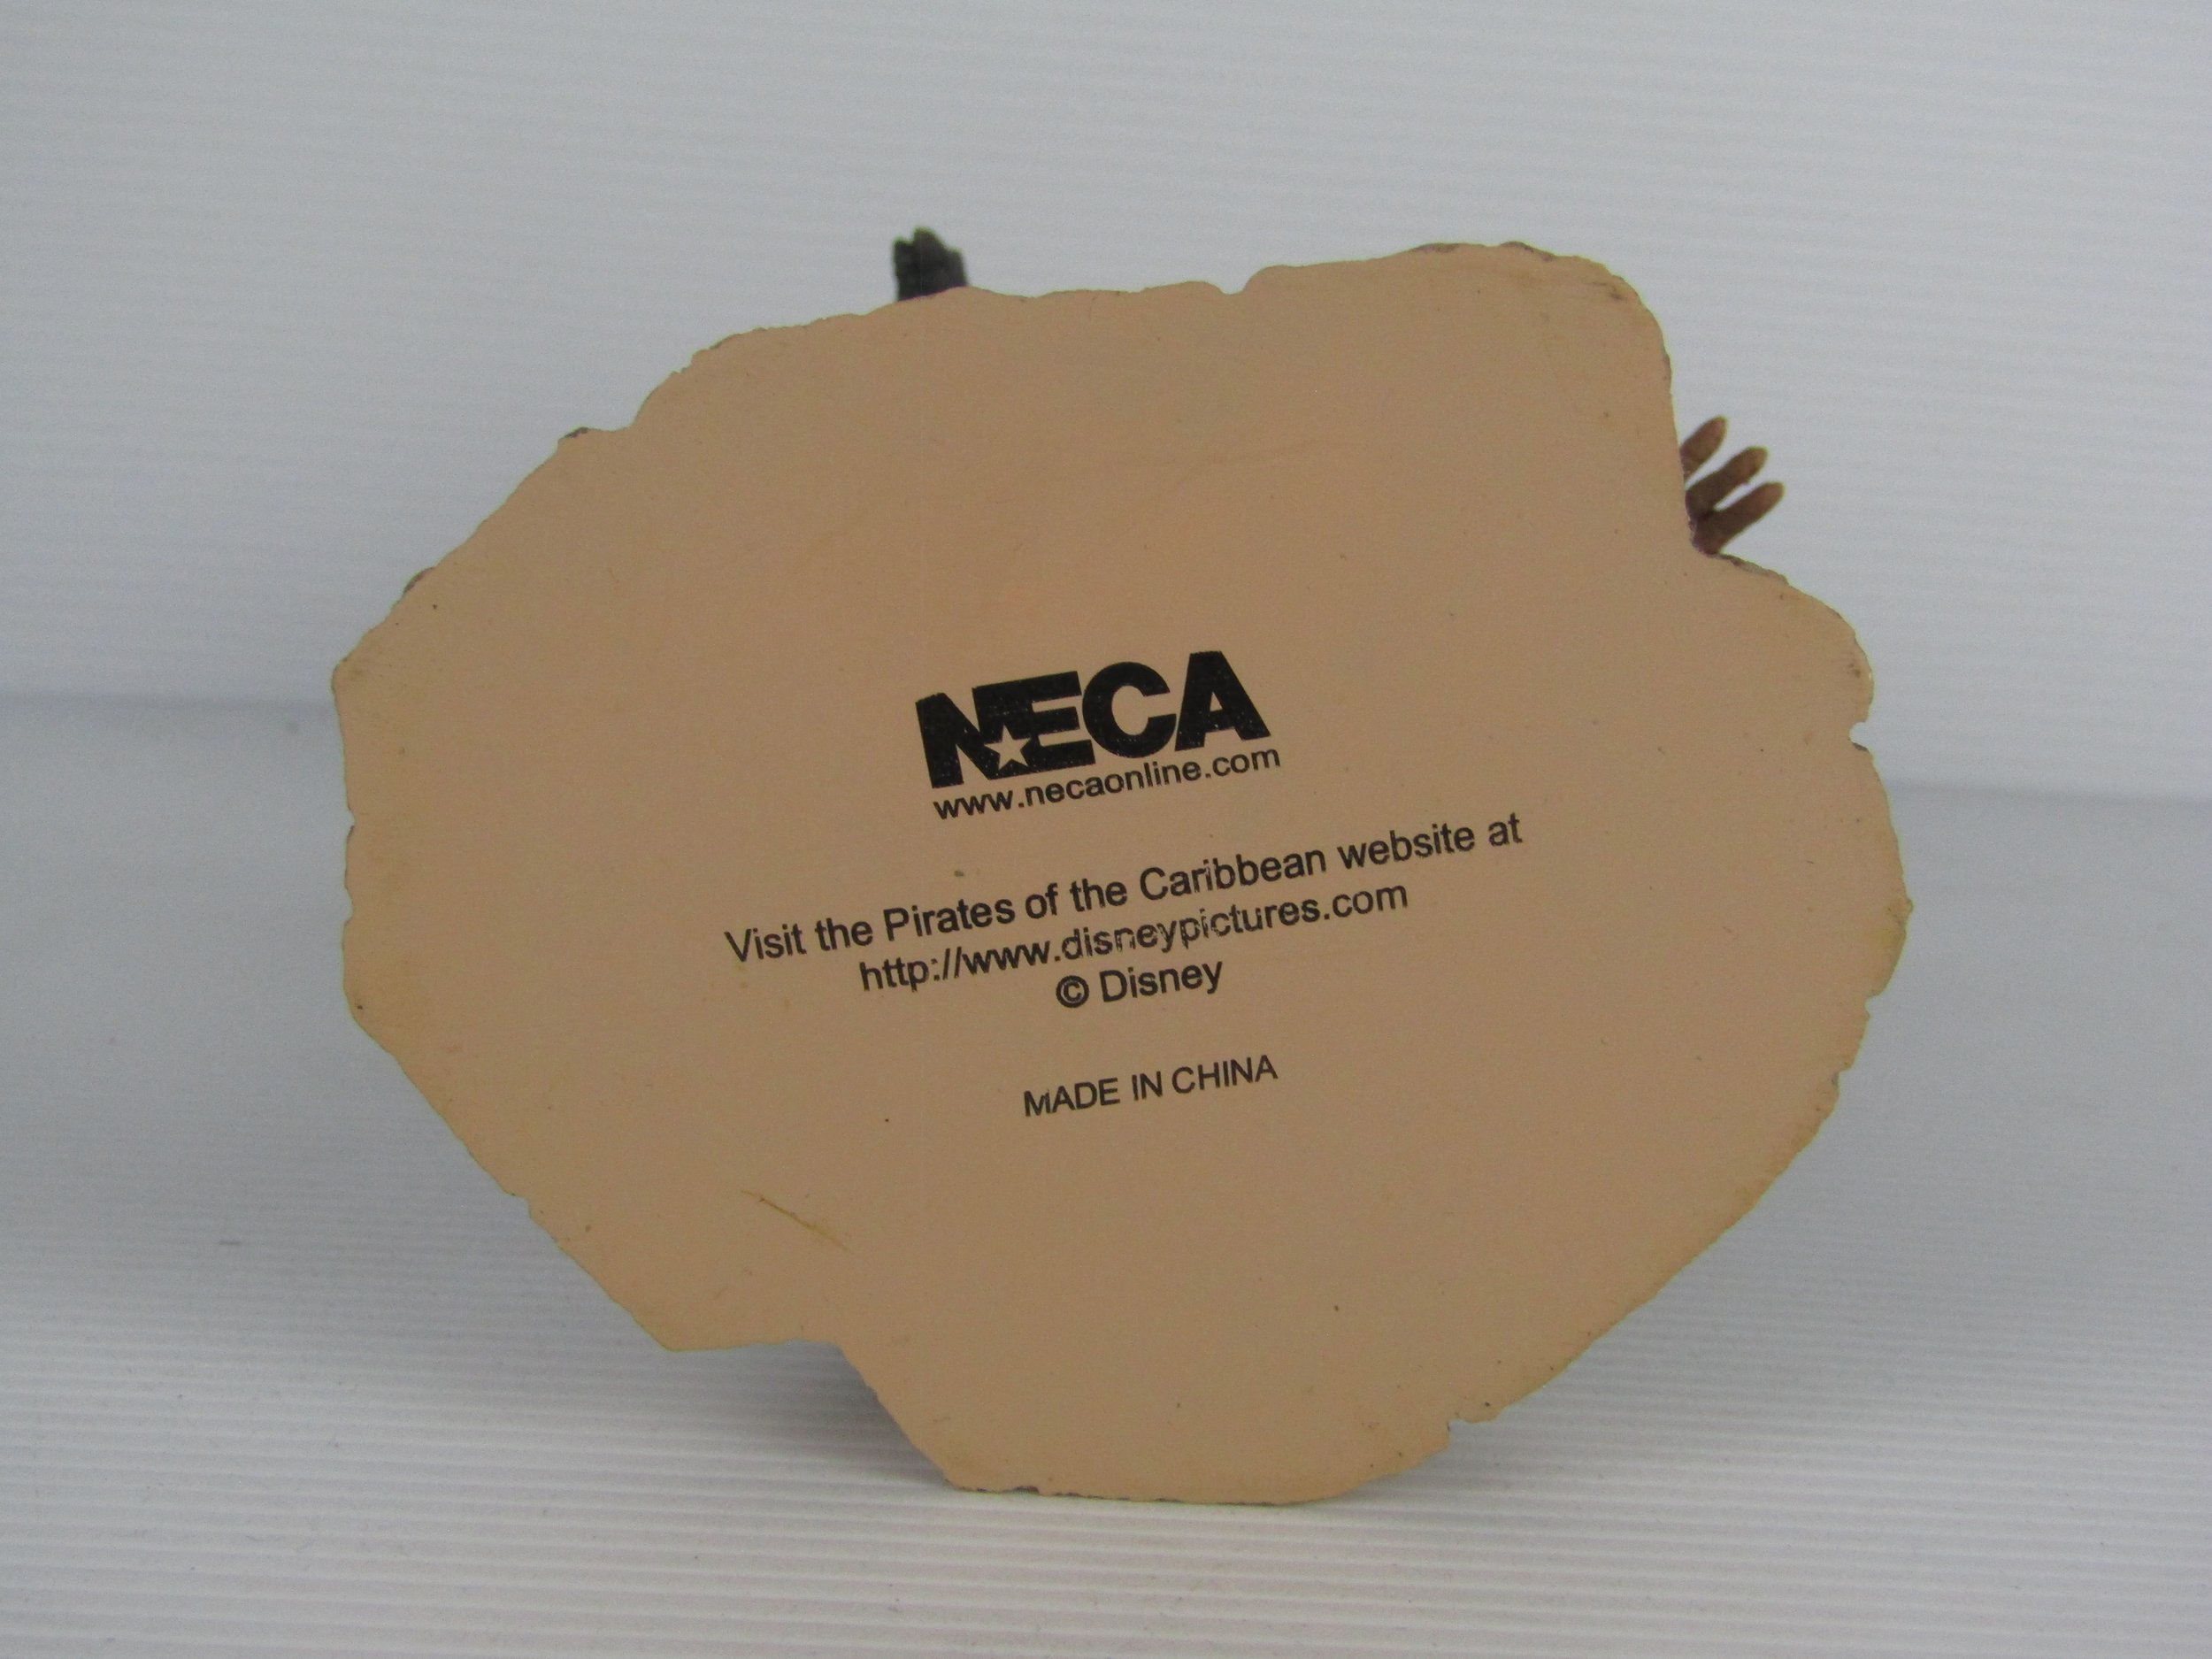 NECA
www.necaonline.com
Visit the Pirates of the Caribbean website at
http://www.disneypictures.com
© Disney
MADE IN CHINA